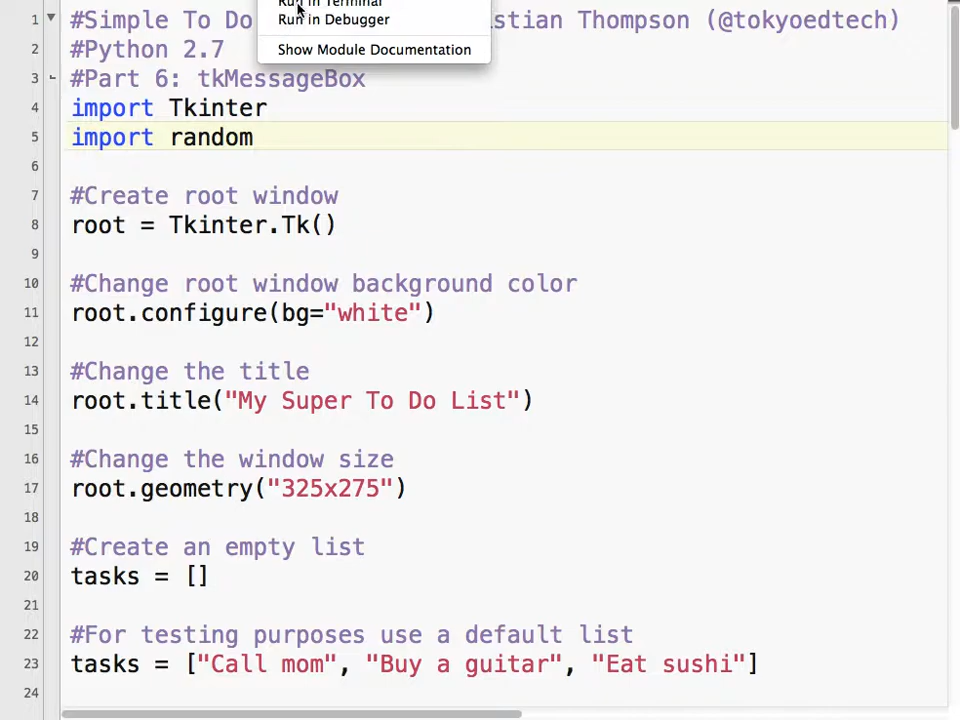 Run in Terminal
Run in Debugger
Show Module Documentation
1 #Simple To Do stian Thompson (@tokyoedtech)
2 #Python 2.7
3 #Part 6: tkMessageBox
4 import Tkinter
5 import random
6
7 #Create root window
8 root = Tkinter.Tk()
9
10 #Change root window background color
11 root.configure(bg="white")
12
13 #Change the title
14 root.title("My Super To Do List")
15
16 #Change the window size
17 root.geometry("325x275")
18
19 #Create an empty list
20 tasks = []
21
22 #For testing purposes use a default list
23 tasks = ["Call mom", "Buy a guitar", "Eat sushi"]
24